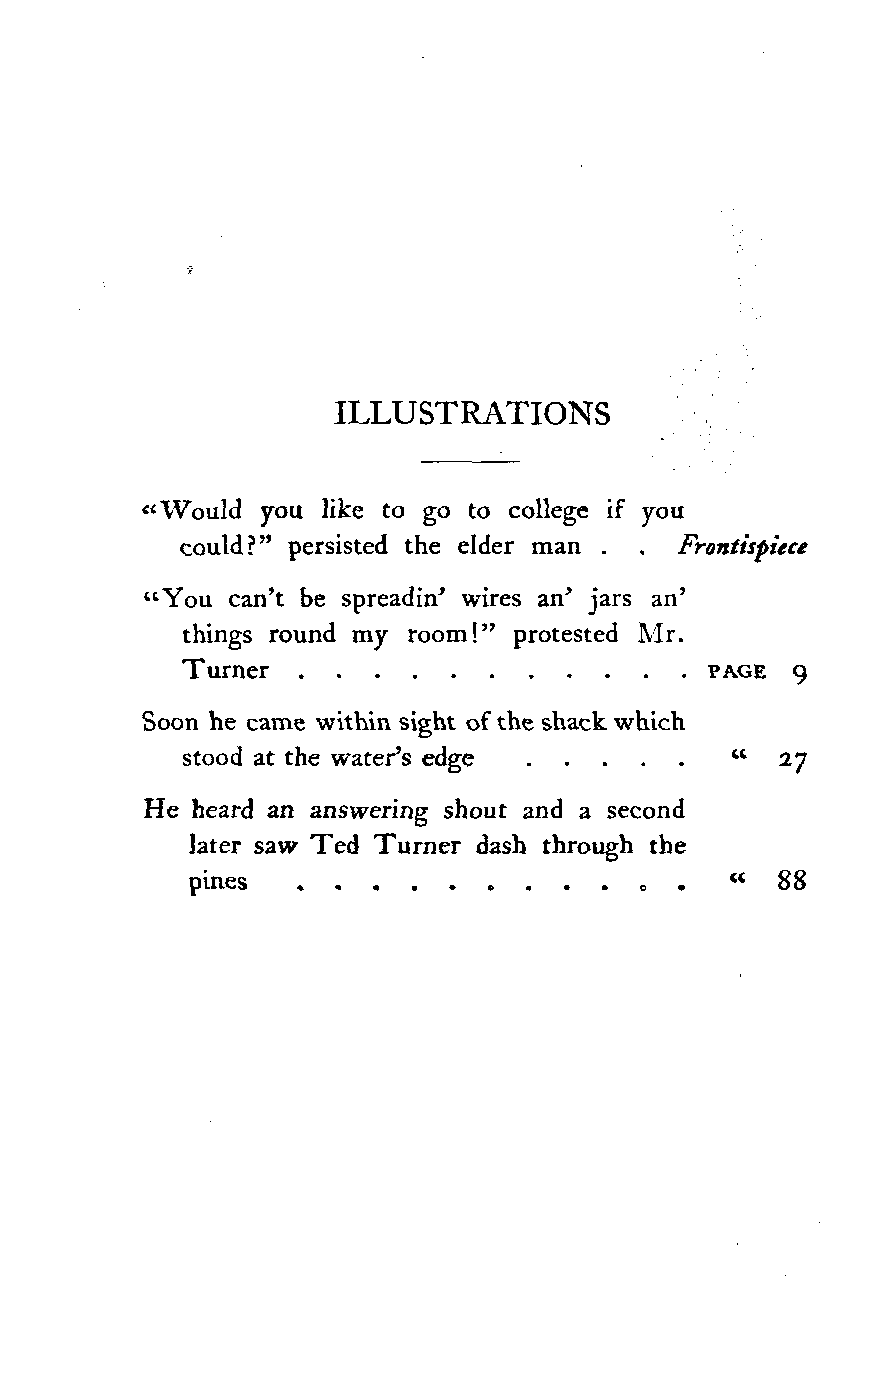 ILLUSTRATIONS
“Would you like to go to college if you
could?” persisted the elder man . . Frontispiece
“You can’t be spreadin’ wires an’ jars an’
things round my room!” protested Mr.
Turner . . . . . . . . . . . PAGE 9
Soon he came within sight of the shack which
stood at the water’s edge . . . . . “ 27
He heard an answering shout and a second
later saw Ted Turner dash through the
pines . . . . . . . . . . . “ 88